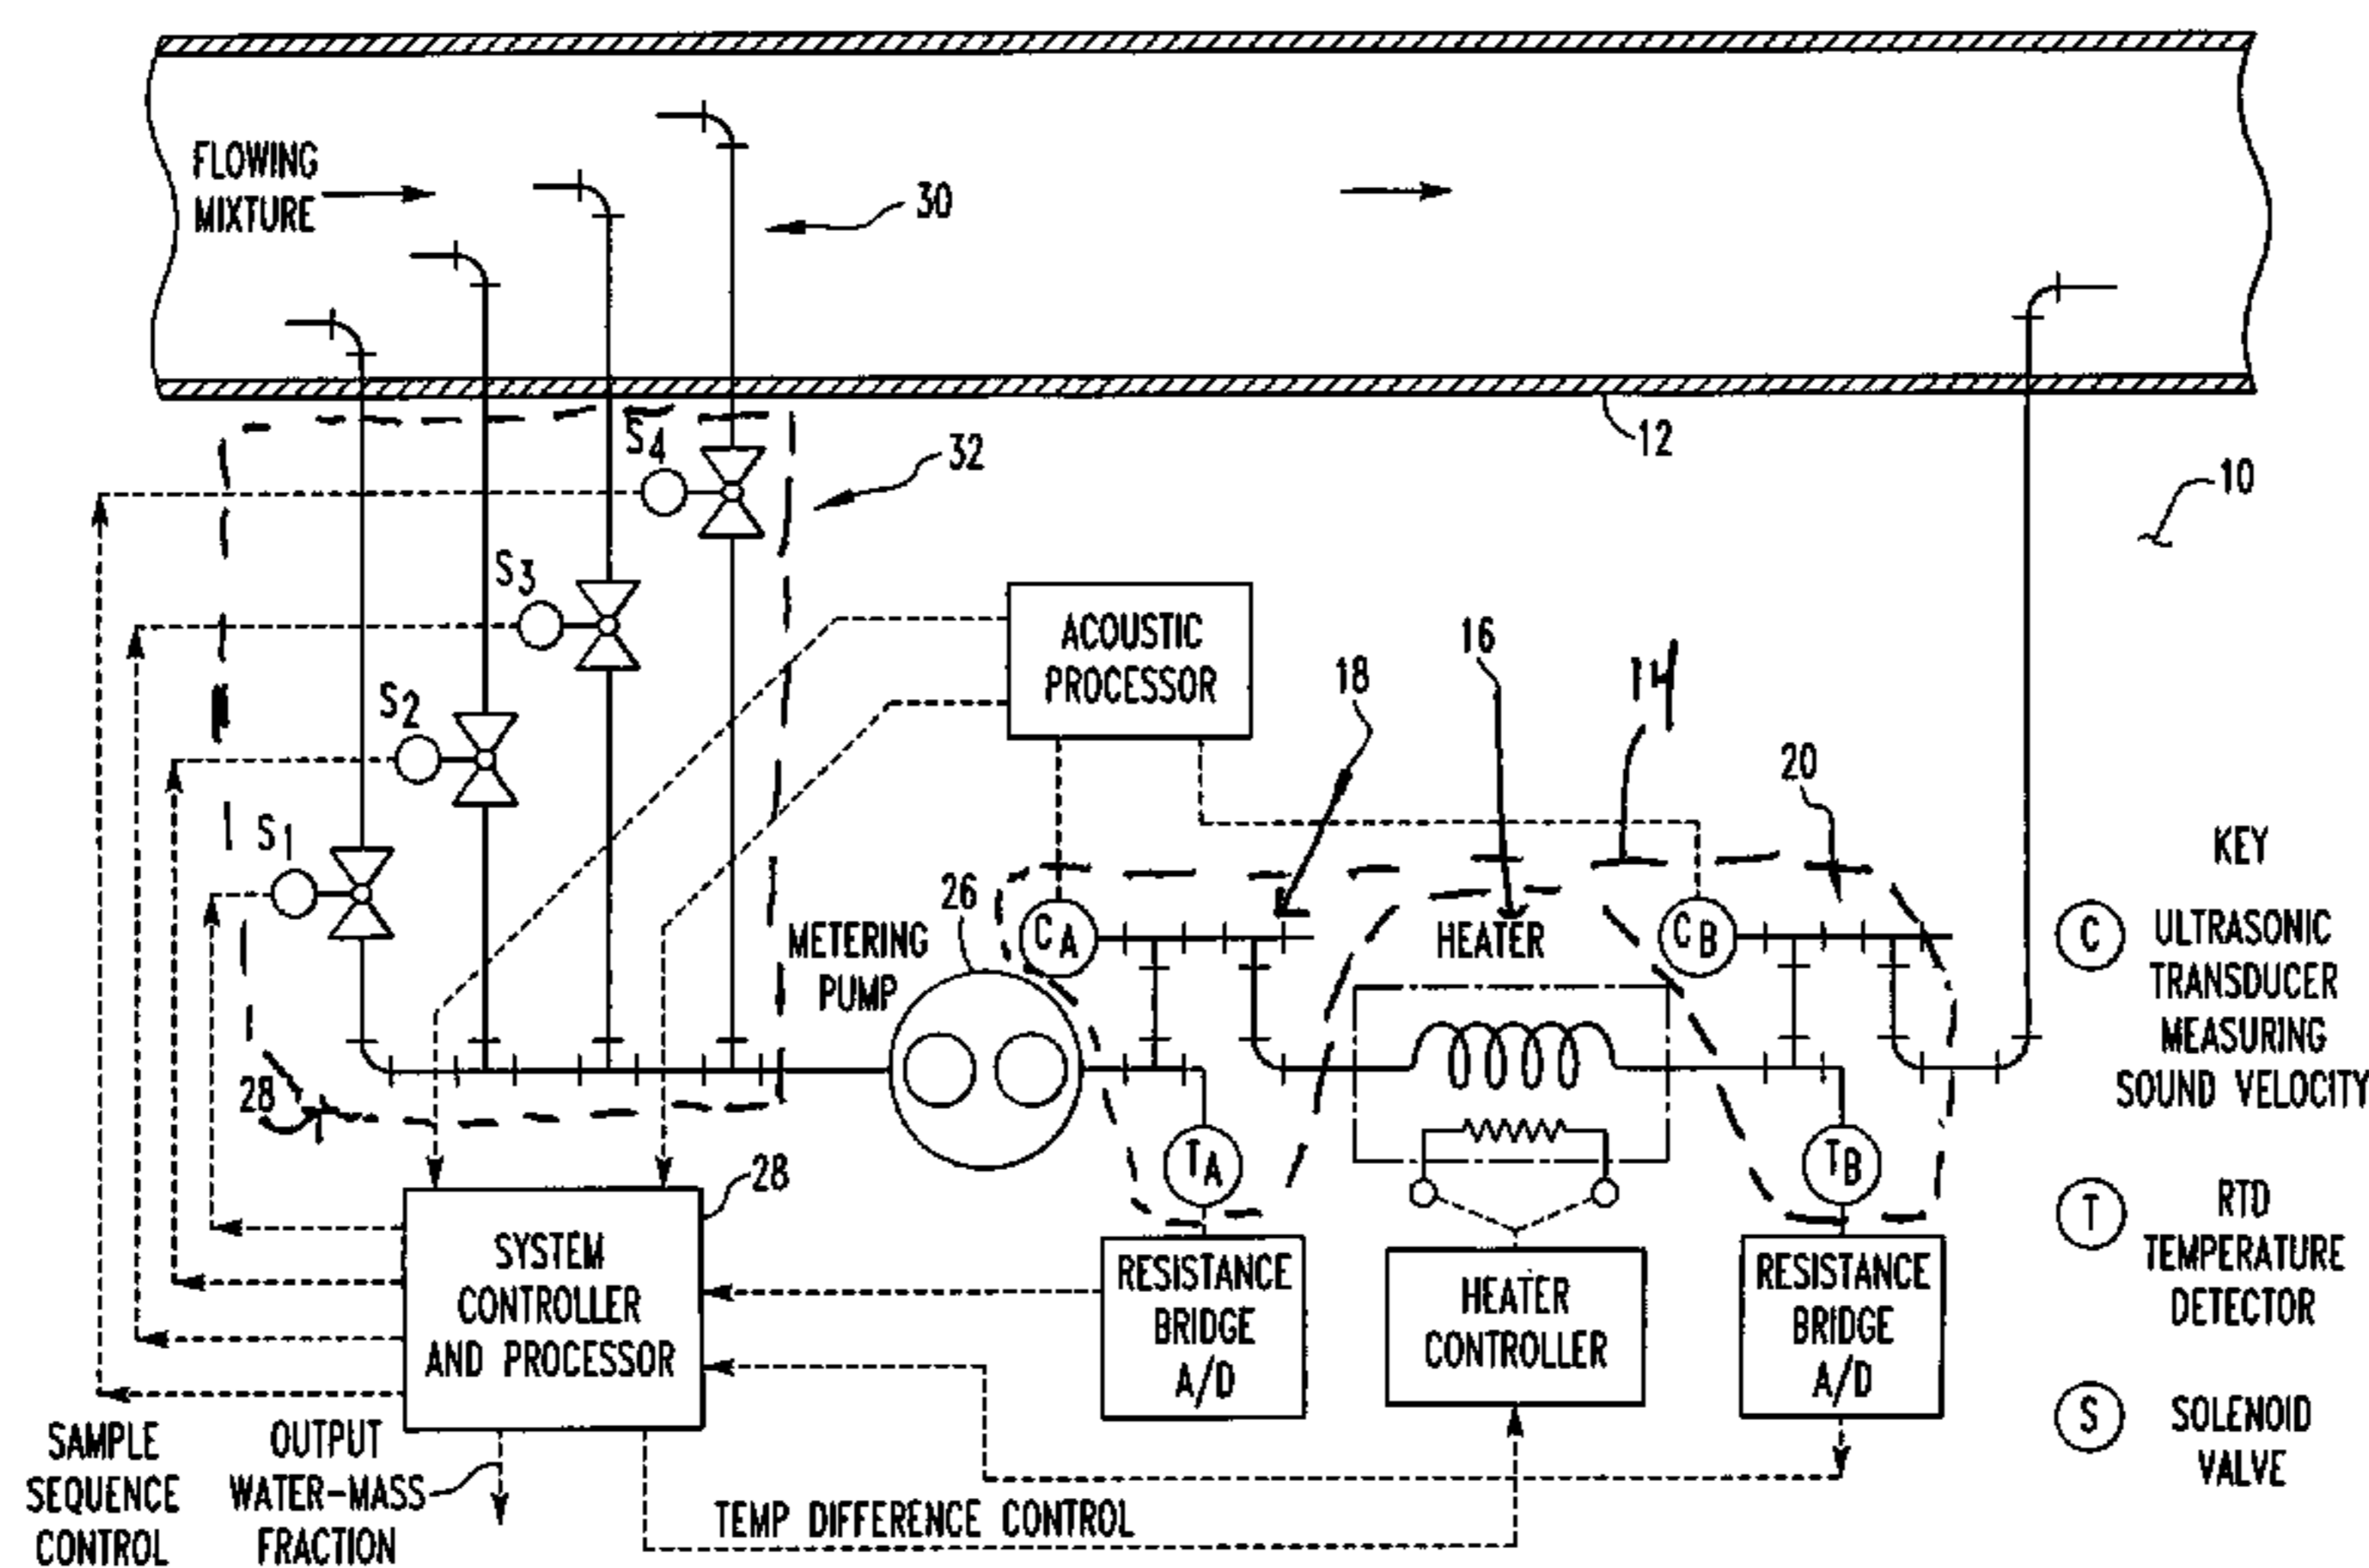 FLOWING
MIXTURE
30
S4
32
12
10
S3
ACOUSTIC
PROCESSOR
16
14
18
S2
20
S1
KEY
26
METERING
PUMP
CA
HEATER
CB
C ULTRASONIC
TRANSDUCER
MEASURING
SOUND VELOCITY
28
TA
TB
28
T RTD
TEMPERATURE
DETECTOR
SYSTEM
CONTROLLER
AND PROCESSOR
RESISTANCE
BRIDGE
A/D
HEATER
CONTROLLER
RESISTANCE
BRIDGE
A/D
S SOLENOID
VALVE
SAMPLE
SEQUENCE
CONTROL
OUTPUT
WATER-MASS
FRACTION
TEMP DIFFERENCE CONTROL